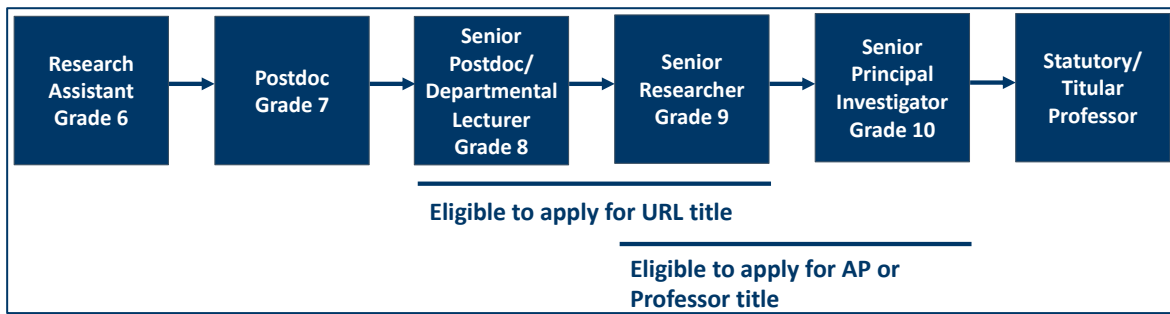 Research
Assistant
Grade 6
Postdoc
Grade 7
Senior
Postdoc/
Departmental
Lecturer
Grade 8
Senior
Researcher
Grade 9
Senior
Principal
Investigator
Grade 10
Statutory/
Titular
Professor
Eligible to apply for URL title
Eligible to apply for AP or
Professor title